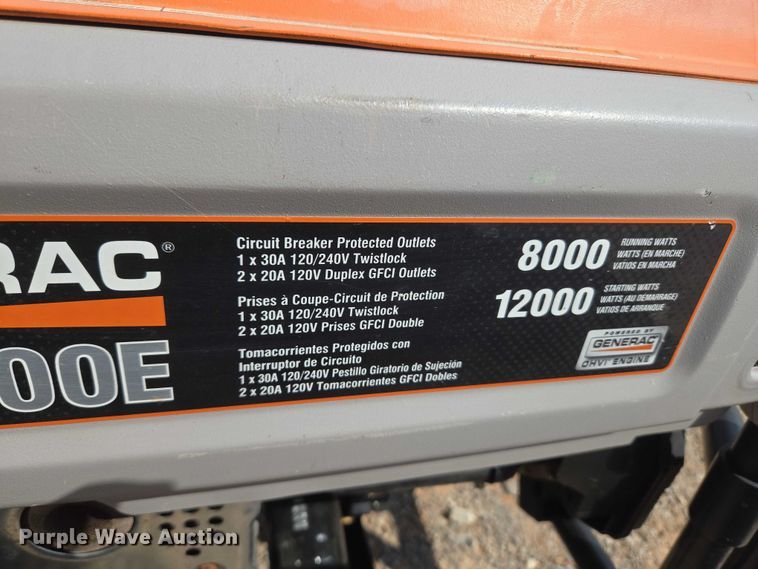 RAC®
00E
Circuit Breaker Protected Outlets
1 x 30A 120/240V Twistlock
2 x 20A 120V Duplex GFCI Outlets
Prises à Coupe-Circuit de Protection
1 x 30A 120/240V Twistlock
2 x 20A 120V Prises GFCI Double
Tomacorrientes Protegidos con
Interruptor de Circuito
1 x 30A 120/240V Pestillo Giratorio de Sujeción
2 x 20A 120V Tomacorrientes GFCI Dobles
8000 RUNNING WATTS
WATTS (EN MARCHE)
VATIOS EN MARCHA
12000 STARTING WATTS
WATTS (AU DEMARRAGE)
VATIOS DE ARRANQUE
POWERED BY
GENERAC
OHVI® ENGINE
Purple Wave Auction